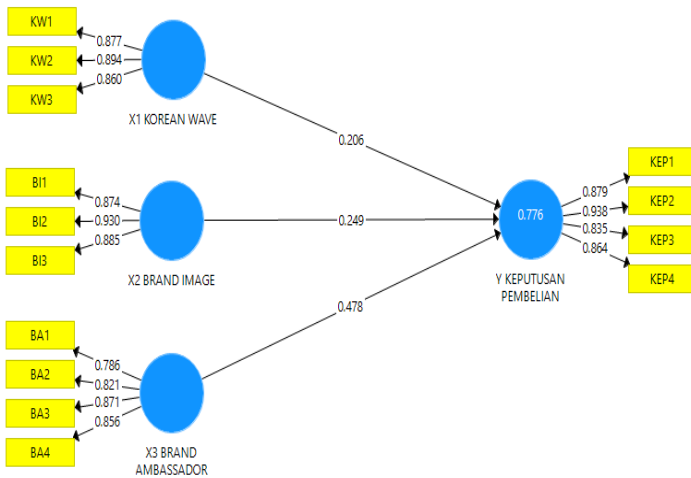 KW1
0.877
KW2
0.894
0.860
KW3
X1 KOREAN WAVE
0.206
BI1
0.874
BI2
0.930
0.885
BI3
X2 BRAND IMAGE
0.249
BA1
0.786
BA2
0.821
BA3
0.871
0.856
BA4
X3 BRAND
AMBASSADOR
0.478
0.776
Y KEPUTUSAN
PEMBELIAN
KEP1
0.879
KEP2
0.938
0.835
KEP3
0.864
KEP4